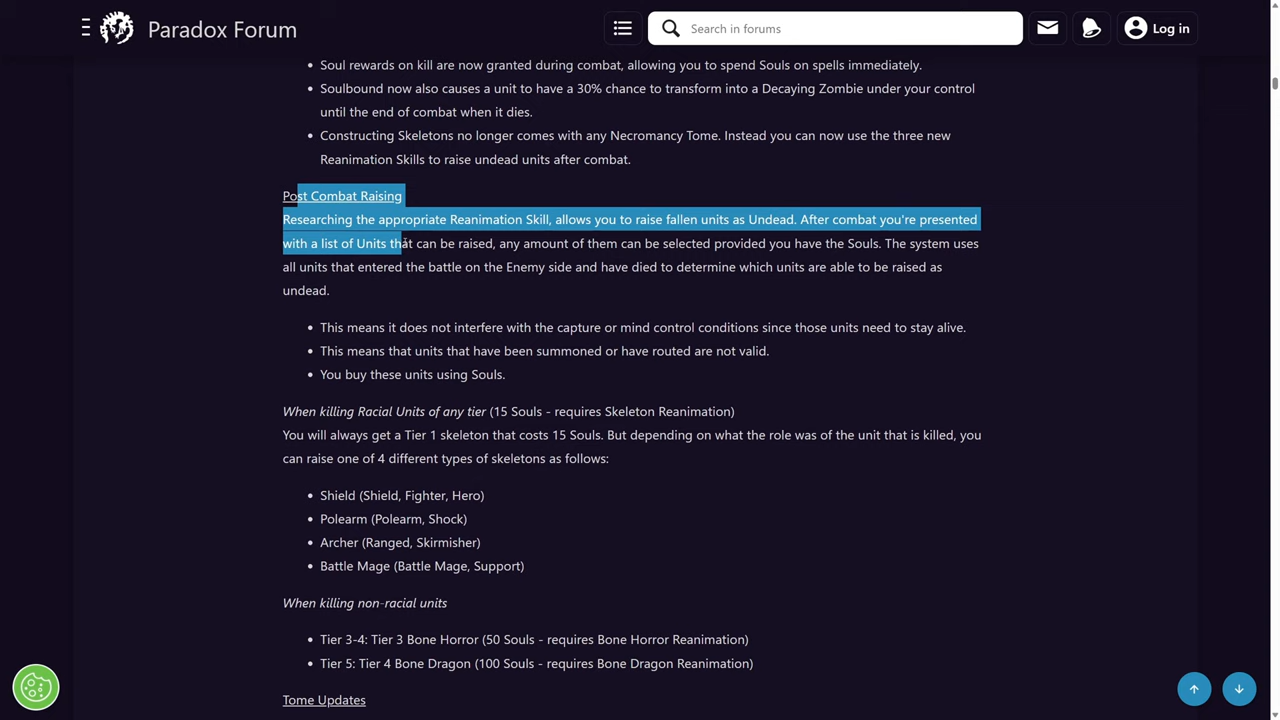 Paradox Forum
Search in forums
Log in
Soul rewards on kill are now granted during combat, allowing you to spend Souls on spells immediately.
Soulbound now also causes a unit to have a 30% chance to transform into a Decaying Zombie under your control
until the end of combat when it dies.
Constructing Skeletons no longer comes with any Necromancy Tome. Instead you can now use the three new
Reanimation Skills to raise undead units after combat.
Post Combat Raising
Researching the appropriate Reanimation Skill, allows you to raise fallen units as Undead. After combat you're presented
with a list of Units that can be raised, any amount of them can be selected provided you have the Souls. The system uses
all units that entered the battle on the Enemy side and have died to determine which units are able to be raised as
undead.
This means it does not interfere with the capture or mind control conditions since those units need to stay alive.
This means that units that have been summoned or have routed are not valid.
You buy these units using Souls.
When killing Racial Units of any tier (15 Souls - requires Skeleton Reanimation)
You will always get a Tier 1 skeleton that costs 15 Souls. But depending on what the role was of the unit that is killed, you
can raise one of 4 different types of skeletons as follows:
Shield (Shield, Fighter, Hero)
Polearm (Polearm, Shock)
Archer (Ranged, Skirmisher)
Battle Mage (Battle Mage, Support)
When killing non-racial units
Tier 3-4: Tier 3 Bone Horror (50 Souls - requires Bone Horror Reanimation)
Tier 5: Tier 4 Bone Dragon (100 Souls - requires Bone Dragon Reanimation)
Tome Updates